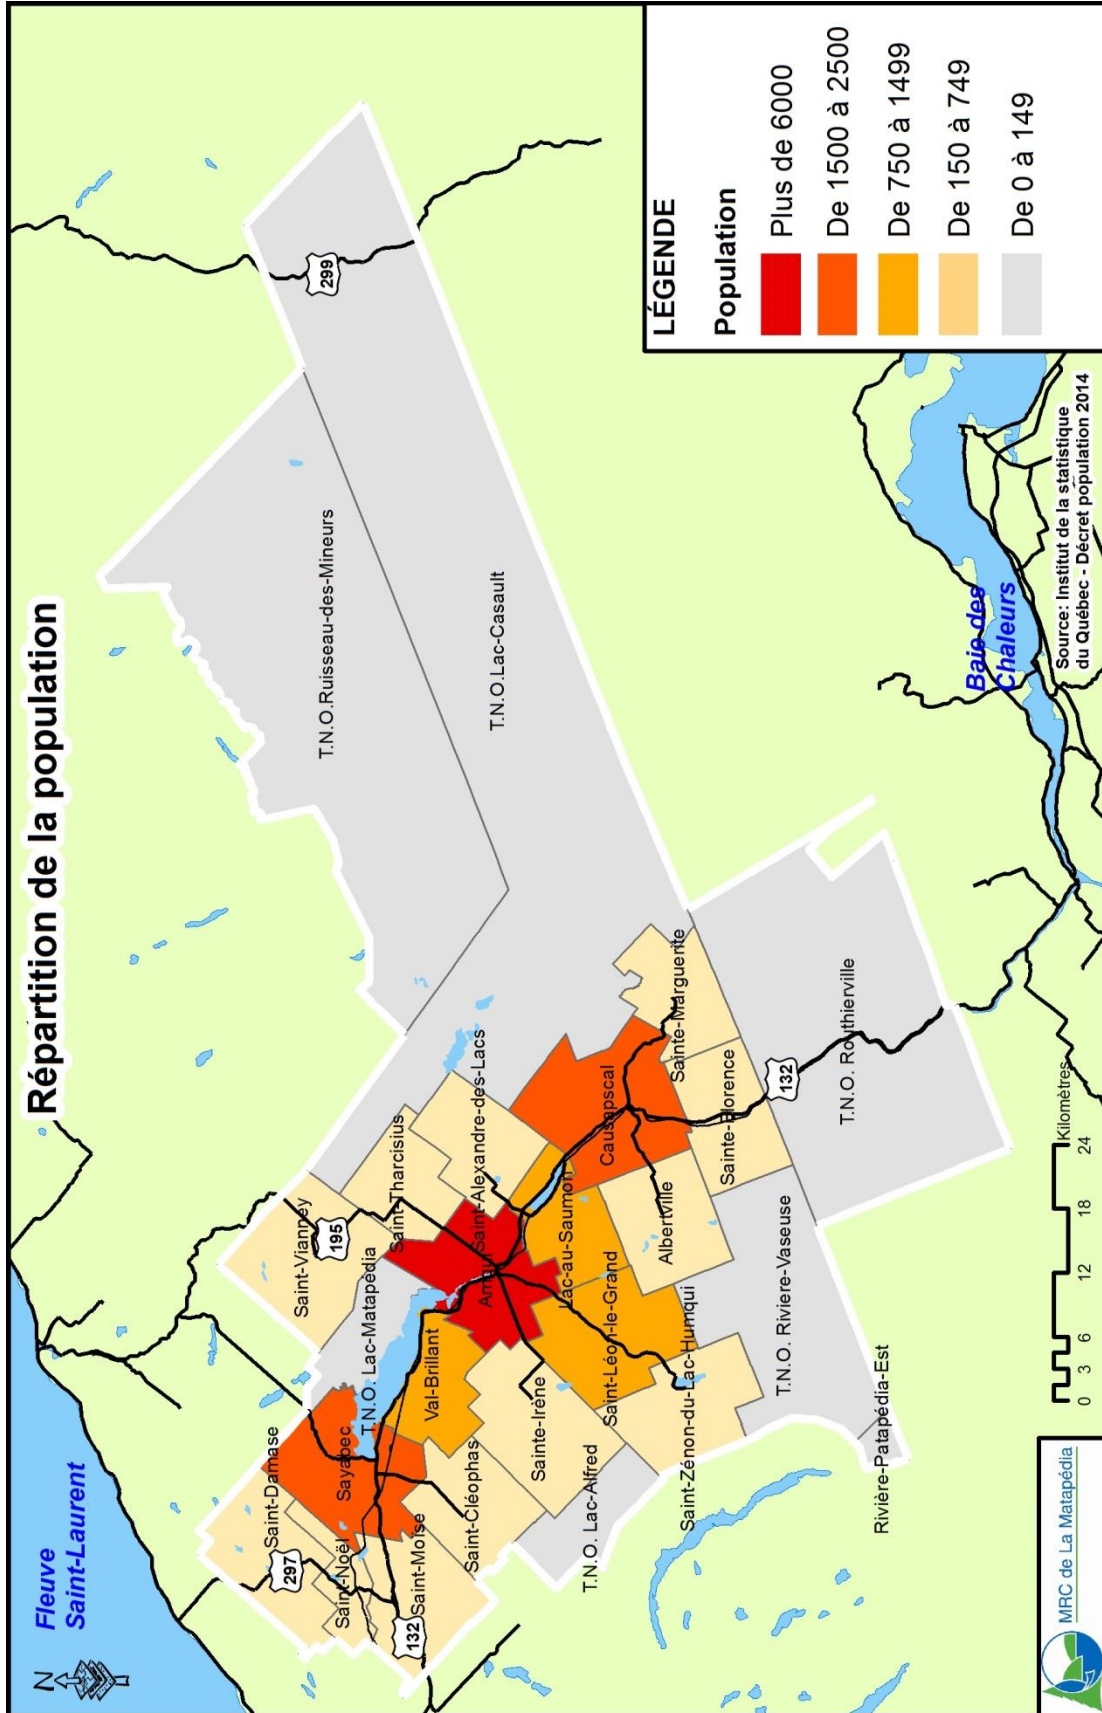 Répartition de la population
Fleuve
Saint-Laurent
N
299
T.N.O.Ruisseau-des-Mineurs
T.N.O.Lac-Casault
Saint-Vianney
195
Saint-Tharcisius
Saint-Alexandre-des-Lacs
T.N.O. Lac-Matapédia
Saint-Damase
297
Saint-Noël
Sayabec
Saint-Moïse
132
Val-Brillant
Amqui
Saint-Cléophas
Sainte-Irène
Lac-au-Saumon
Causapscal
Sainte-Marguerite
T.N.O. Lac-Alfred
Saint-Léon-le-Grand
Albertville
Sainte-Florence
132
Saint-Zénon-du-Lac-Humqui
T.N.O. Riviere-Vaseuse
T.N.O. Routhierville
Rivière-Patapédia-Est
Baie des
Chaleurs
LÉGENDE
Population
Plus de 6000
De 1500 à 2500
De 750 à 1499
De 150 à 749
De 0 à 149
Source: Institut de la statistique
du Québec - Décret population 2014
0 3 6 12 18 24
Kilomètres
MRC de La Matapédia